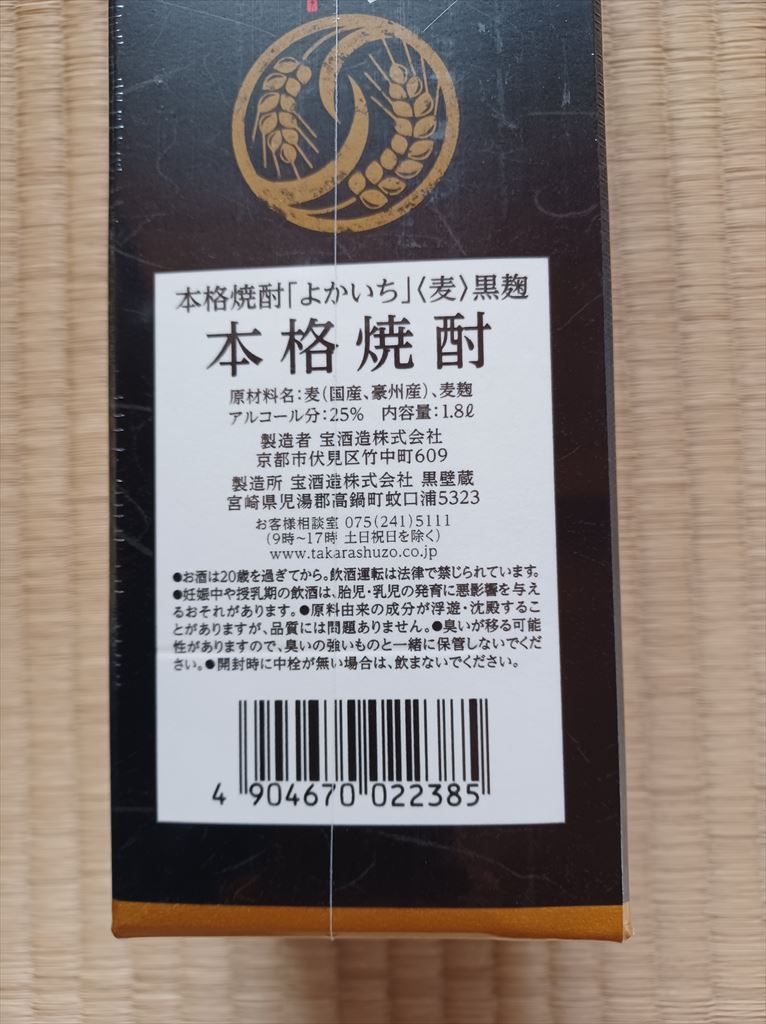 本格焼酎「よかいち」〈麦〉黒麹
本格焼酎
原材料名:麦(国産、豪州産)、麦麹
アルコール分:25% 内容量:1.8ℓ
製造者 宝酒造株式会社
京都市伏見区竹中町609
製造所 宝酒造株式会社 黒壁蔵
宮崎県児湯郡高鍋町蚊口浦5323
お客様相談室 075(241)5111
(9時〜17時 土日祝日を除く)
www.takarashuzo.co.jp
●お酒は20歳を過ぎてから。飲酒運転は法律で禁じられています。
●妊娠中や授乳期の飲酒は、胎児・乳児の発育に悪影響を与え
るおそれがあります。●原料由来の成分が浮遊・沈殿するこ
とがありますが、品質には問題ありません。●臭いが移る可能
性がありますので、臭いの強いものと一緒に保管しないでくだ
さい。●開封時に中栓が無い場合は、飲まないでください。
4 904670 022385